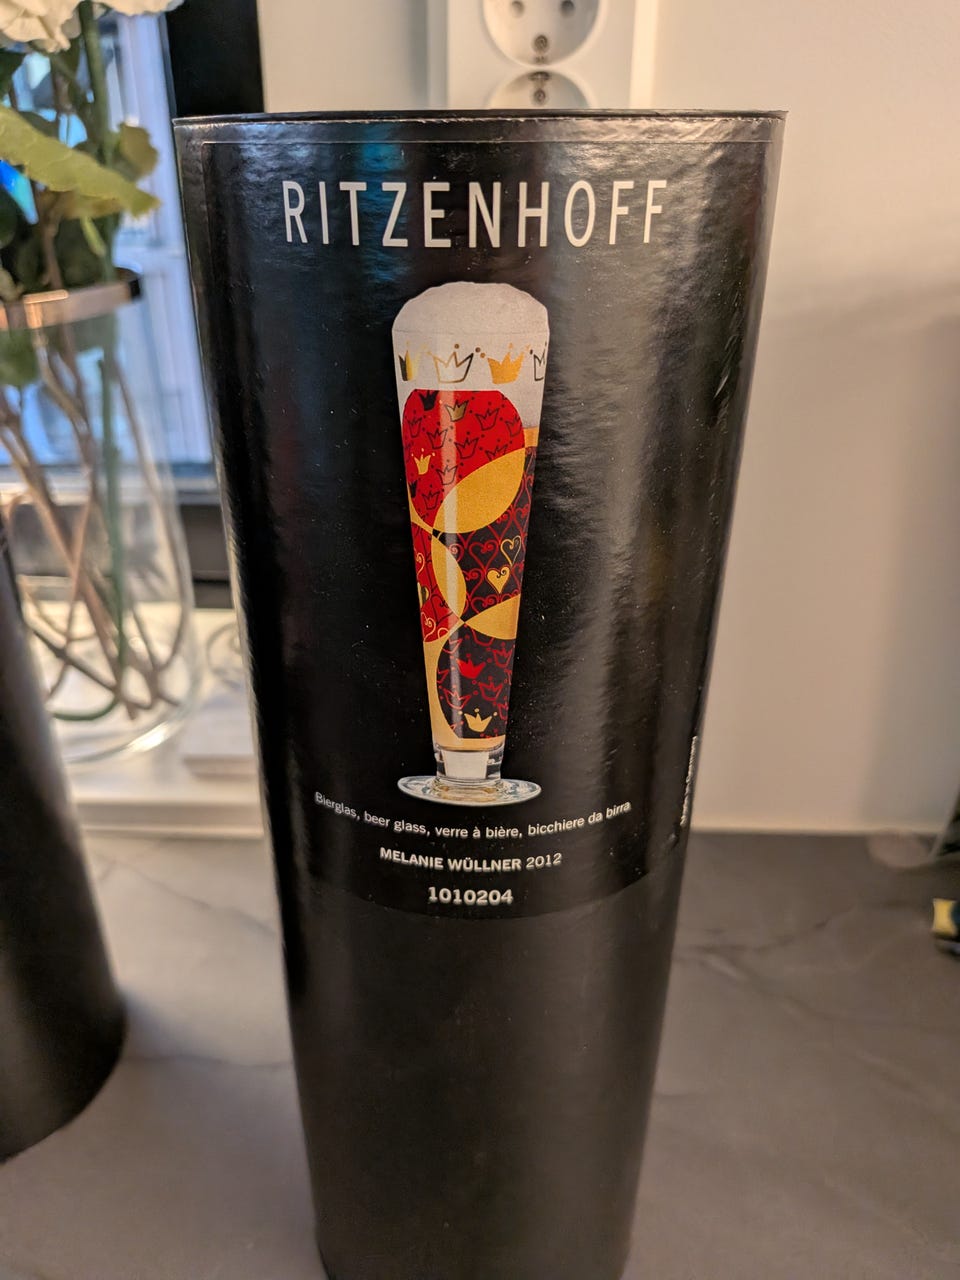 RITZENHOFF
Bierglas, beer glass, verre à bière, bicchiere da birra
MELANIE WÜLLNER 2012
1010204